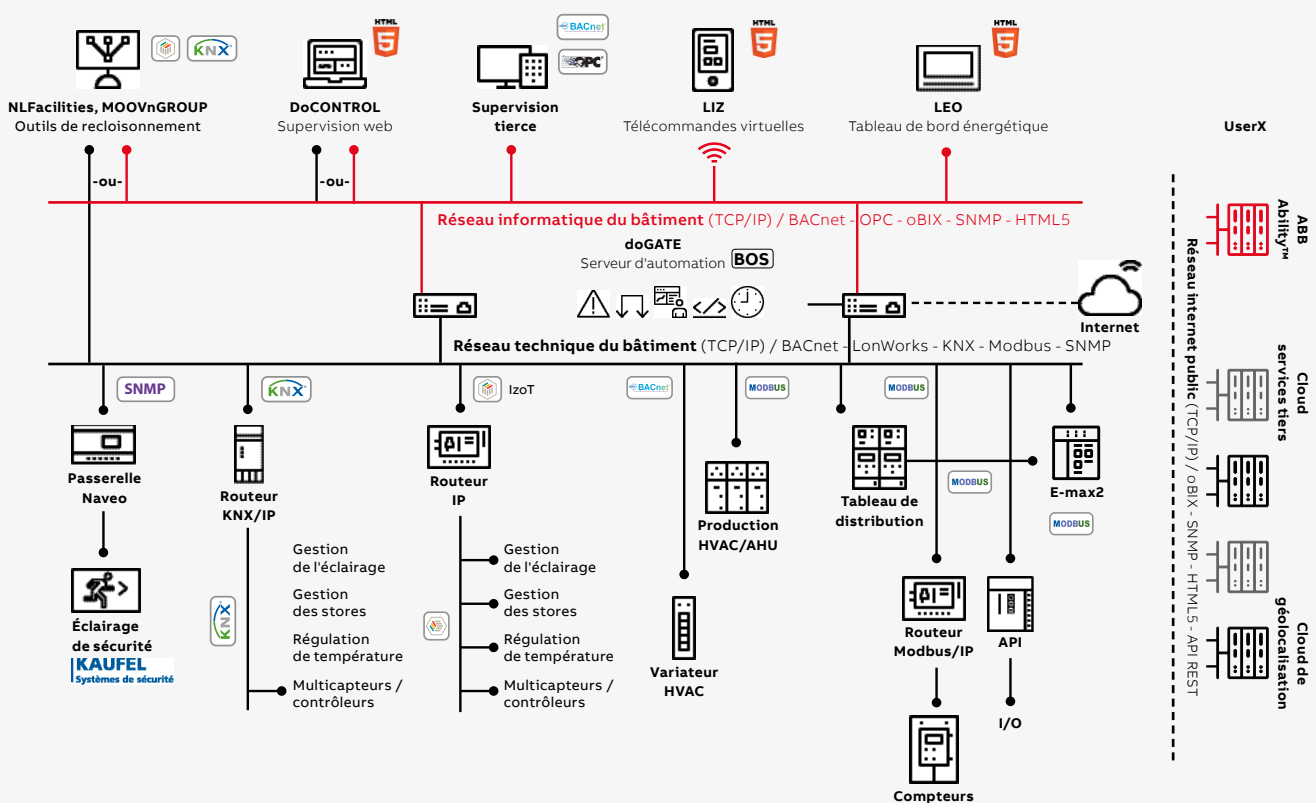 HTML
5
HTML
5
HTML
5
BACnet
OPC
KNX
NLFacilities, MOOVnGROUP
Outils de recloisonnement
DoCONTROL
Supervision web
Supervision
tierce
LIZ
Télécommandes virtuelles
LEO
Tableau de bord énergétique
UserX
-ou-
-ou-
Réseau informatique du bâtiment (TCP/IP) / BACnet - OPC - oBIX - SNMP - HTML5
doGATE
Serveur d'automation BOS
Internet
Réseau technique du bâtiment (TCP/IP) / BACnet - LonWorks - KNX - Modbus - SNMP
SNMP
KNX
IzoT
BACnet
MODBUS
MODBUS
Passerelle
Naveo
Routeur
KNX/IP
Routeur
IP
Production
HVAC/AHU
Tableau de
distribution
MODBUS
E-max2
MODBUS
Éclairage
de sécurité
KAUFEL
Systèmes de sécurité
KNX
Gestion
de l'éclairage
Gestion
des stores
Régulation
de température
Multicapteurs /
contrôleurs
Gestion
de l'éclairage
Gestion
des stores
Régulation
de température
Multicapteurs /
contrôleurs
Variateur
HVAC
Routeur
Modbus/IP
API
I/O
Compteurs
Réseau internet public (TCP/IP) / oBIX - SNMP - HTML5 - API REST
ABB
Ability™
Cloud
services tiers
Cloud de
géolocalisation